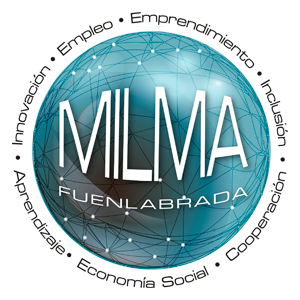 • Innovación • Empleo • Emprendimiento • Inclusión •
MILMA
FUENLABRADA
• Aprendizaje • Economía Social • Cooperación •